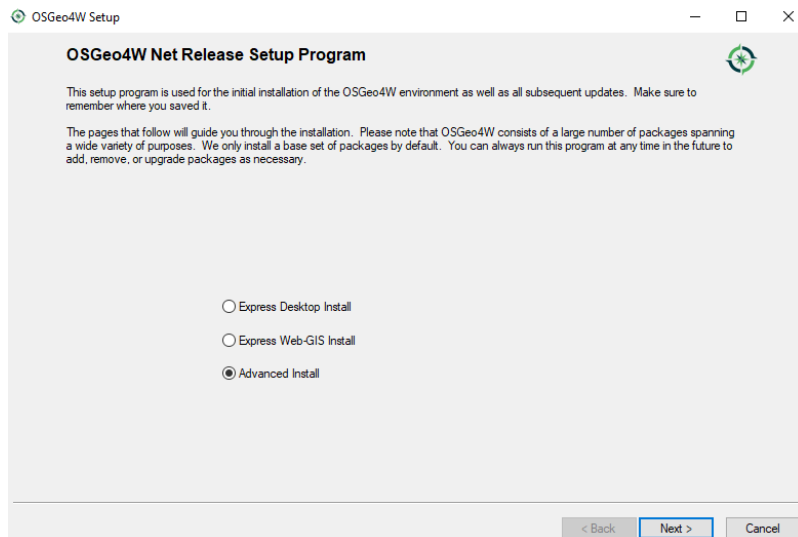 OSGeo4W Setup
OSGeo4W Net Release Setup Program
This setup program is used for the initial installation of the OSGeo4W environment as well as all subsequent updates. Make sure to
remember where you saved it.
The pages that follow will guide you through the installation. Please note that OSGeo4W consists of a large number of packages spanning
a wide variety of purposes. We only install a base set of packages by default. You can always run this program at any time in the future to
add, remove, or upgrade packages as necessary.
Express Desktop Install
Express Web-GIS Install
Advanced Install
< Back Next > Cancel